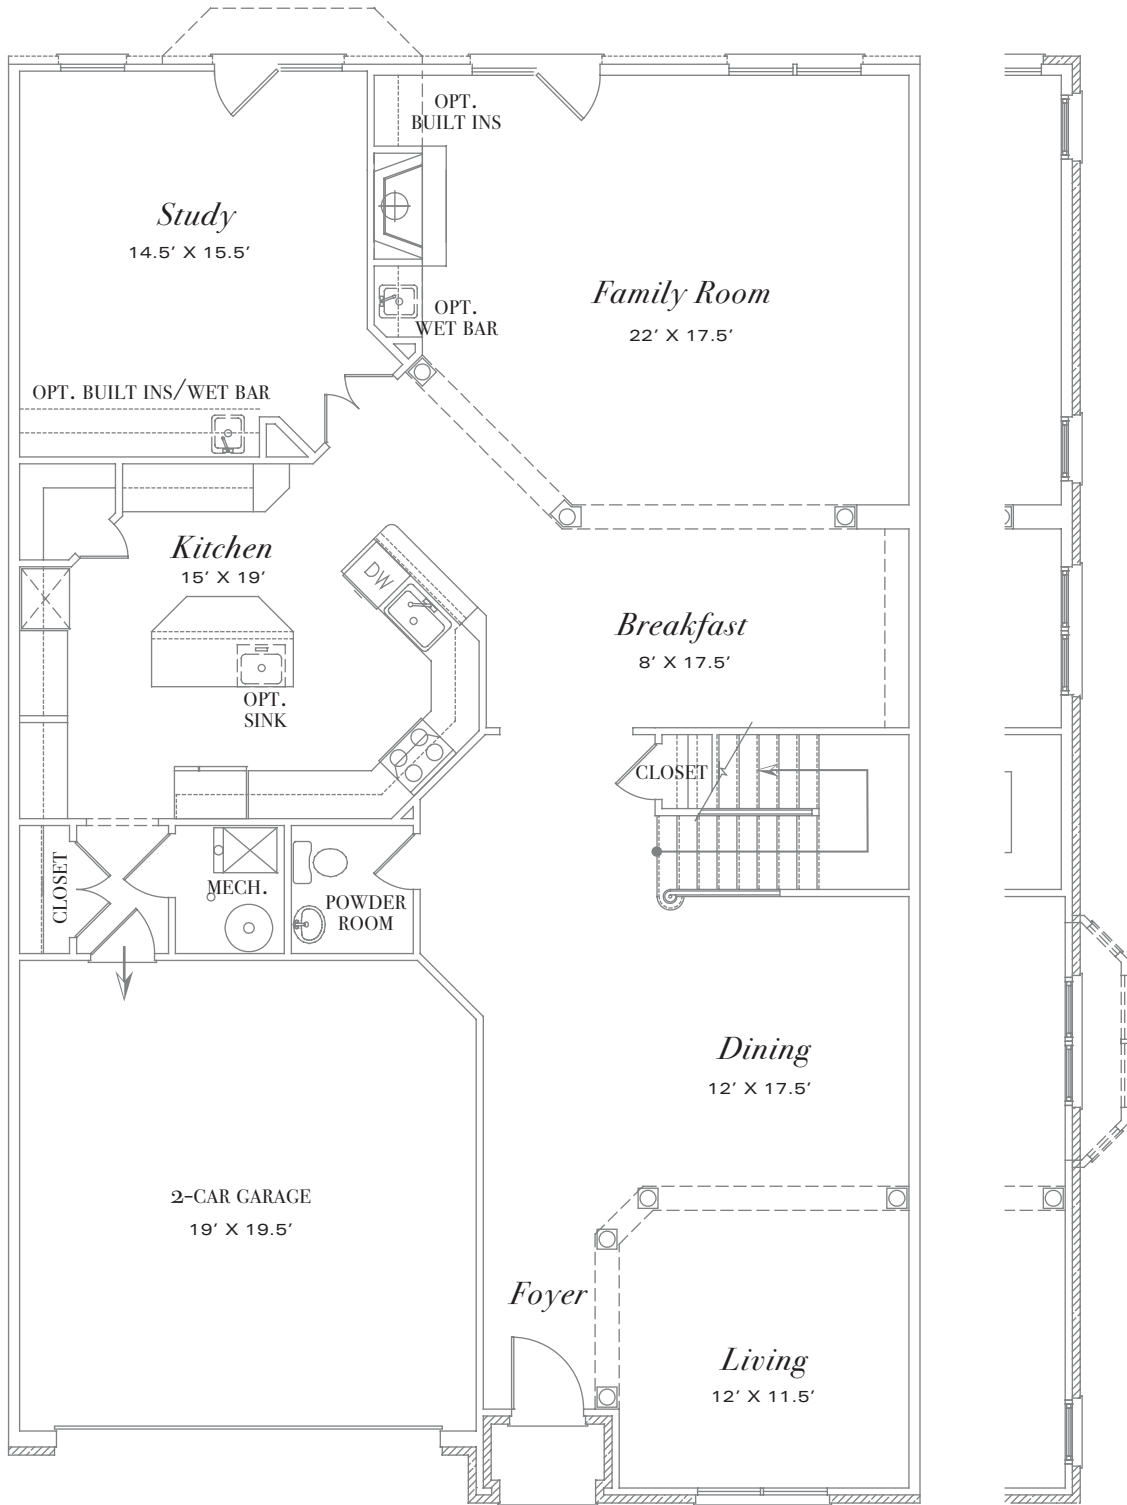 OPT.
BUILT INS
Study
14.5’ X 15.5’
Family Room
22’ X 17.5’
OPT.
WET BAR
OPT. BUILT INS/WET BAR
Kitchen
15’ X 19’
DW
Breakfast
8’ X 17.5’
OPT.
SINK
CLOSET
CLOSET
MECH.
POWDER
ROOM
Dining
12’ X 17.5’
2-CAR GARAGE
19’ X 19.5’
Foyer
Living
12’ X 11.5’